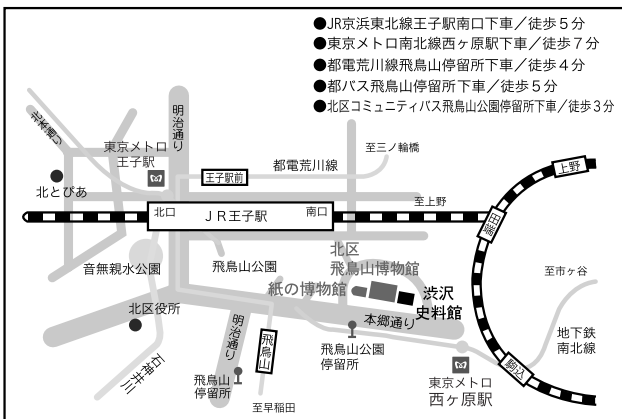 ●JR京浜東北線王子駅南口下車／徒歩５分
●東京メトロ南北線西ヶ原駅下車／徒歩７分
●都電荒川線飛鳥山停留所下車／徒歩４分
●都バス飛鳥山停留所下車／徒歩５分
●北区コミュニティバス飛鳥山公園停留所下車／徒歩３分
北本通り
明治通り
東京メトロ
王子駅
北とぴあ
王子駅前
都電荒川線
至三ノ輪橋
上野
至上野
北口
ＪＲ王子駅
南口
田端
音無親水公園
飛鳥山公園
北区
飛鳥山博物館
紙の博物館
渋沢
史料館
至市ヶ谷
北区役所
明治通り
飛鳥山
本郷通り
地下鉄
南北線
石神井川
飛鳥山
停留所
飛鳥山公園
停留所
駒込
東京メトロ
西ヶ原駅
至早稲田